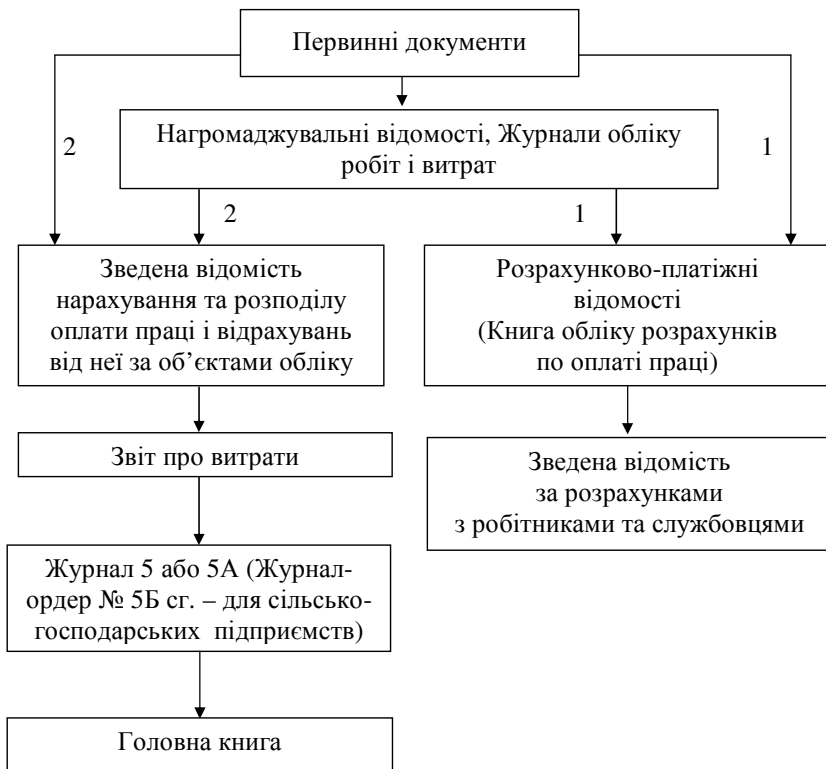 Первинні документи
Нагромаджувальні відомості, Журнали обліку
робіт і витрат
2
1
2
1
Зведена відомість
нарахування та розподілу
оплати праці і відрахувань
від неї за об’єктами обліку
Розрахунково-платіжні
відомості
(Книга обліку розрахунків
по оплаті праці)
Звіт про витрати
Зведена відомість
за розрахунками
з робітниками та службовцями
Журнал 5 або 5А (Журнал-
ордер № 5Б сг. – для сільсько-
господарських підприємств)
Головна книга